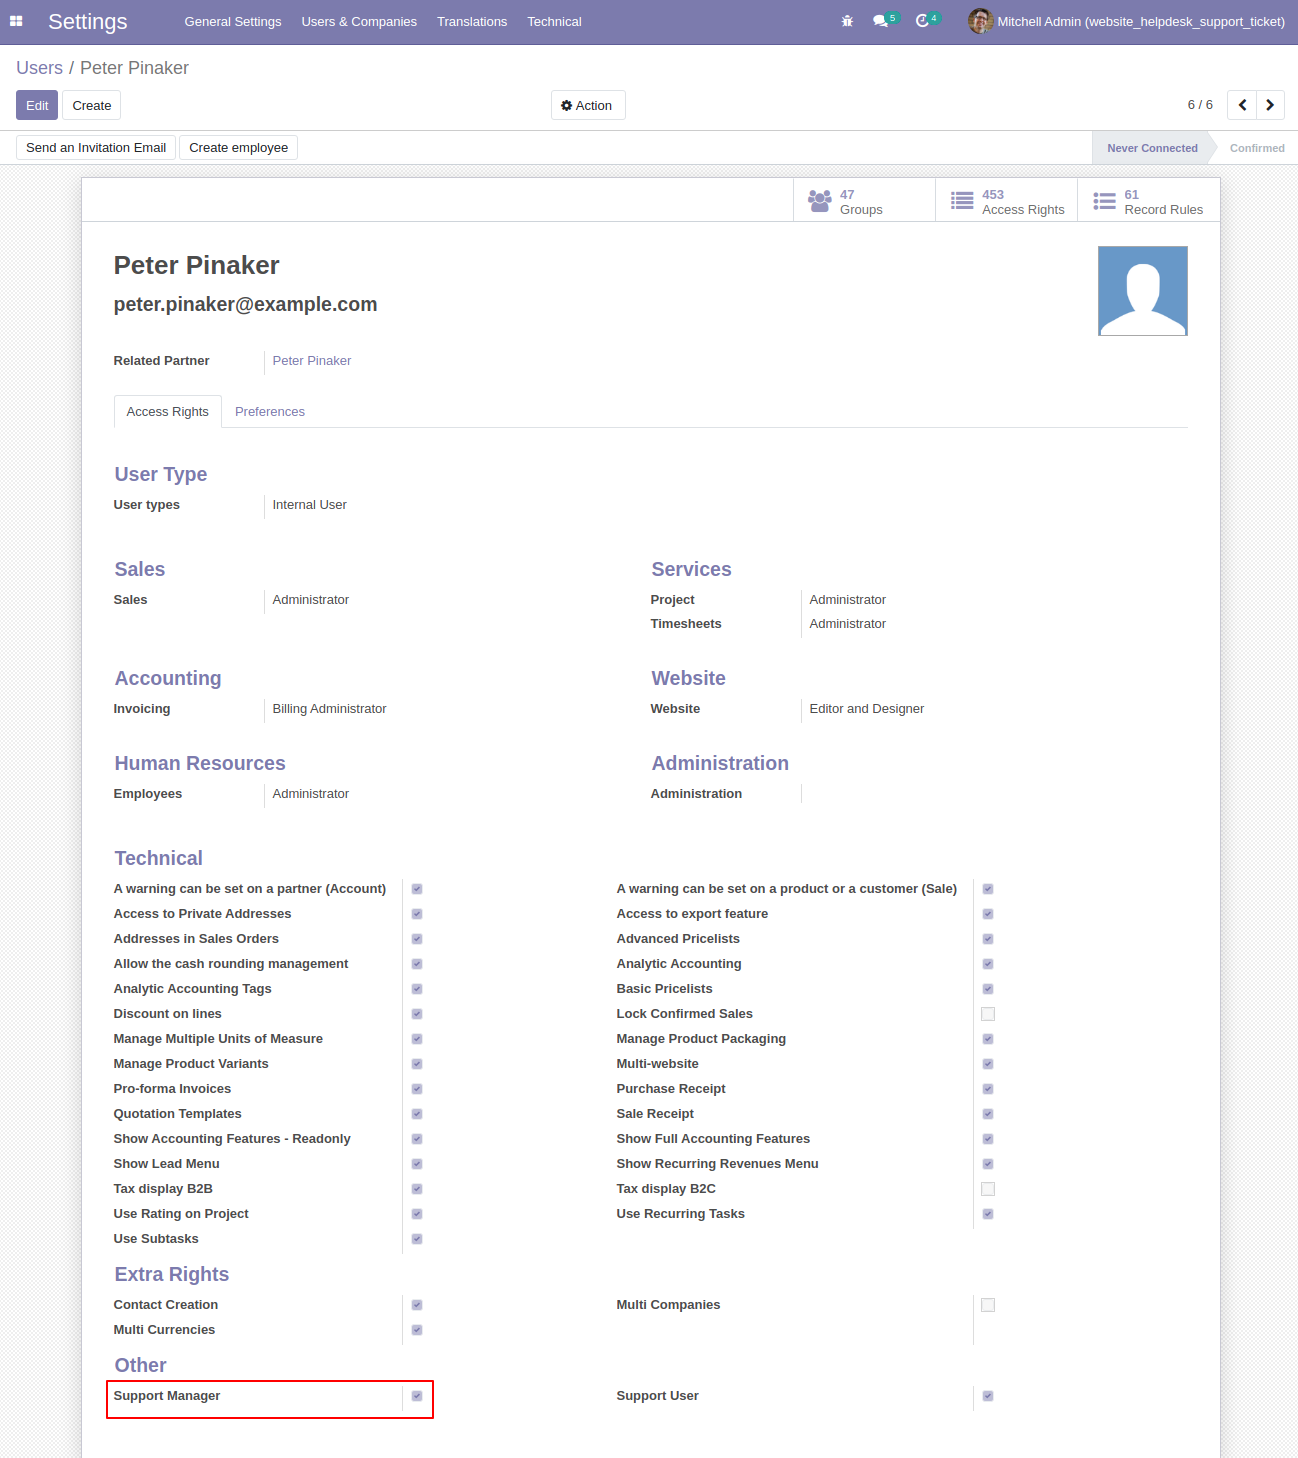 Settings General Settings Users & Companies Translations Technical 5 4 Mitchell Admin (website_helpdesk_support_ticket)
Users / Peter Pinaker
Edit Create Action 6 / 6
Send an Invitation Email Create employee Never Connected Confirmed
47 453 61
Groups Access Rights Record Rules
Peter Pinaker
peter.pinaker@example.com
Related Partner Peter Pinaker
Access Rights Preferences
User Type
User types Internal User
Sales Services
Sales Administrator Project Administrator
Timesheets Administrator
Accounting Website
Invoicing Billing Administrator Website Editor and Designer
Human Resources Administration
Employees Administrator Administration
Technical
A warning can be set on a partner (Account) A warning can be set on a product or a customer (Sale)
Access to Private Addresses Access to export feature
Addresses in Sales Orders Advanced Pricelists
Allow the cash rounding management Analytic Accounting
Analytic Accounting Tags Basic Pricelists
Discount on lines Lock Confirmed Sales
Manage Multiple Units of Measure Manage Product Packaging
Manage Product Variants Multi-website
Pro-forma Invoices Purchase Receipt
Quotation Templates Sale Receipt
Show Accounting Features - Readonly Show Full Accounting Features
Show Lead Menu Show Recurring Revenues Menu
Tax display B2B Tax display B2C
Use Rating on Project Use Recurring Tasks
Use Subtasks
Extra Rights
Contact Creation Multi Companies
Multi Currencies
Other
Support Manager Support User